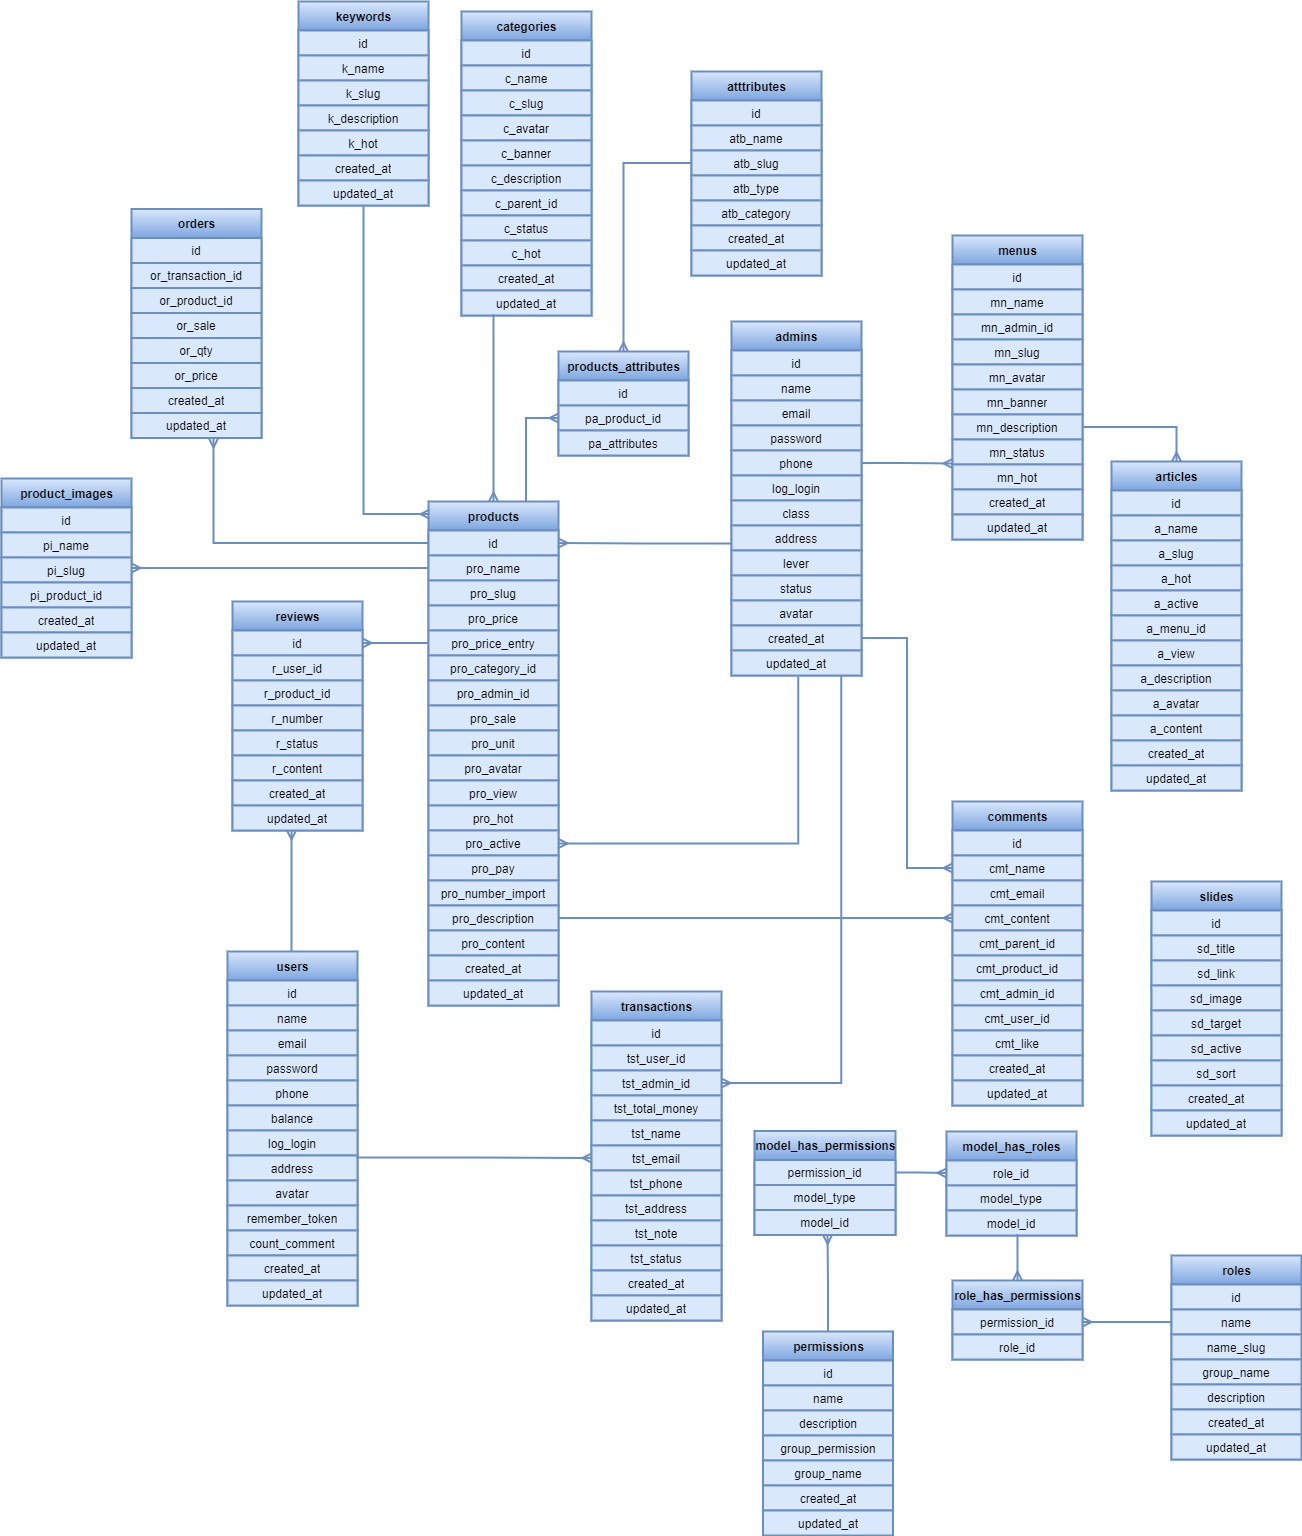 keywords
id
k_name
k_slug
k_description
k_hot
created_at
updated_at
categories
id
c_name
c_slug
c_avatar
c_banner
c_description
c_parent_id
c_status
c_hot
created_at
updated_at
atttributes
id
atb_name
atb_slug
atb_type
atb_category
created_at
updated_at
orders
id
or_transaction_id
or_product_id
or_sale
or_qty
or_price
created_at
updated_at
menus
id
mn_name
mn_admin_id
mn_slug
mn_avatar
mn_banner
mn_description
mn_status
mn_hot
created_at
updated_at
admins
id
name
email
password
phone
log_login
class
address
lever
status
avatar
created_at
updated_at
products_attributes
id
pa_product_id
pa_attributes
articles
id
a_name
a_slug
a_hot
a_active
a_menu_id
a_view
a_description
a_avatar
a_content
created_at
updated_at
product_images
id
pi_name
pi_slug
pi_product_id
created_at
updated_at
products
id
pro_name
pro_slug
pro_price
pro_price_entry
pro_category_id
pro_admin_id
pro_sale
pro_unit
pro_avatar
pro_view
pro_hot
pro_active
pro_pay
pro_number_import
pro_description
pro_content
created_at
updated_at
reviews
id
r_user_id
r_product_id
r_number
r_status
r_content
created_at
updated_at
comments
id
cmt_name
cmt_email
cmt_content
cmt_parent_id
cmt_product_id
cmt_admin_id
cmt_user_id
cmt_like
created_at
updated_at
slides
id
sd_title
sd_link
sd_image
sd_target
sd_active
sd_sort
created_at
updated_at
users
id
name
email
password
phone
balance
log_login
address
avatar
remember_token
count_comment
created_at
updated_at
transactions
id
tst_user_id
tst_admin_id
tst_total_money
tst_name
tst_email
tst_phone
tst_address
tst_note
tst_status
created_at
updated_at
model_has_permissions
permission_id
model_type
model_id
model_has_roles
role_id
model_type
model_id
role_has_permissions
permission_id
role_id
roles
id
name
name_slug
group_name
description
created_at
updated_at
permissions
id
name
description
group_permission
group_name
created_at
updated_at